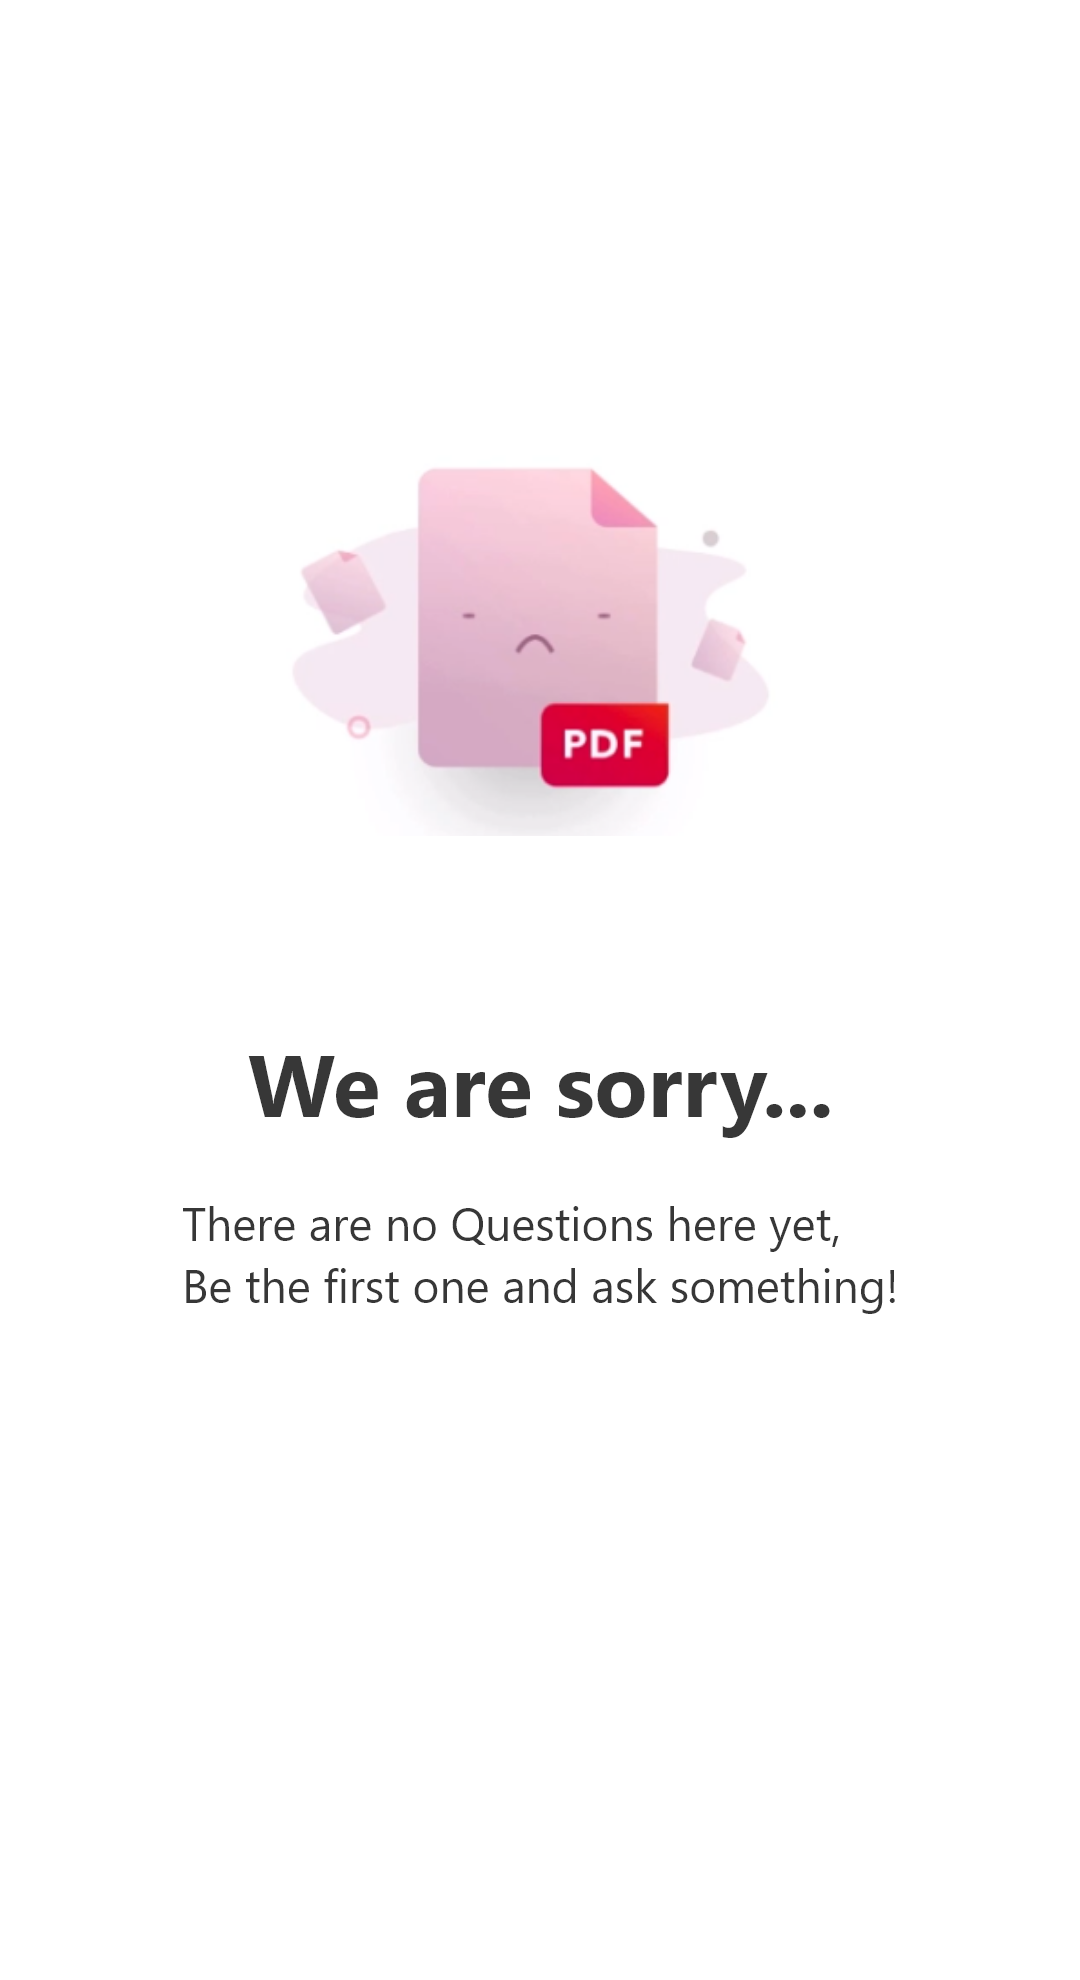 PDF
We are sorry...
There are no Questions here yet,
Be the first one and ask something!